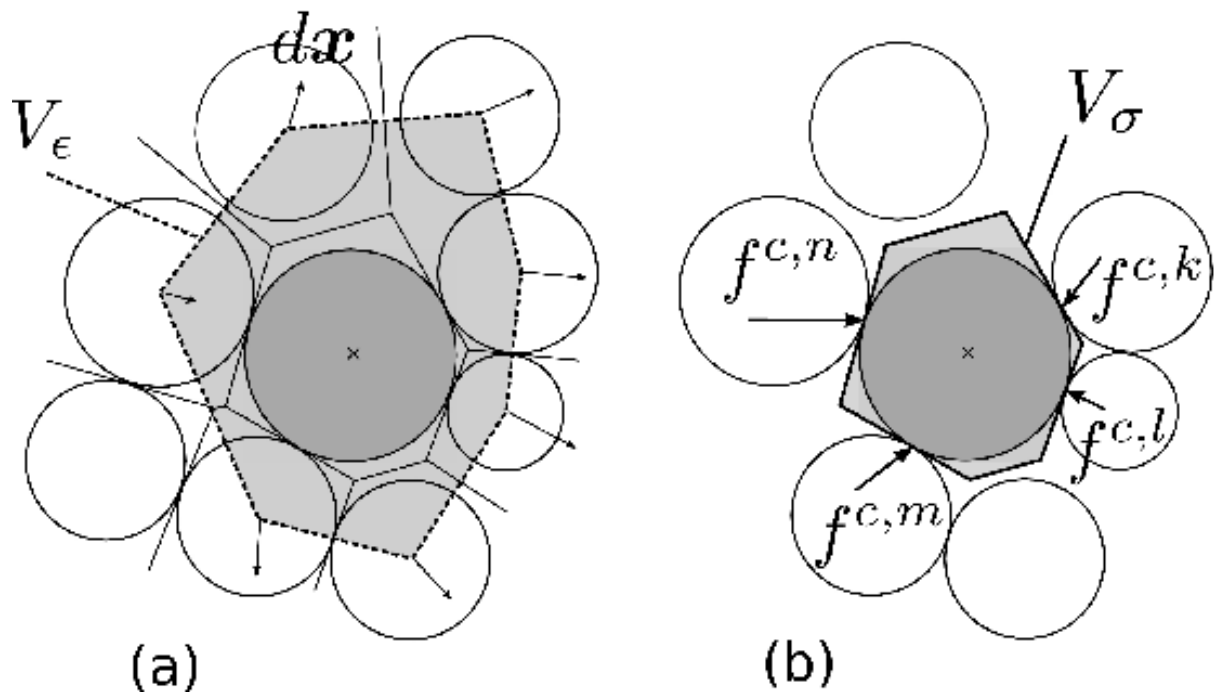 dx
V_ϵ
(a)
V_σ
f^{c,n}
f^{c,k}
f^{c,l}
f^{c,m}
(b)